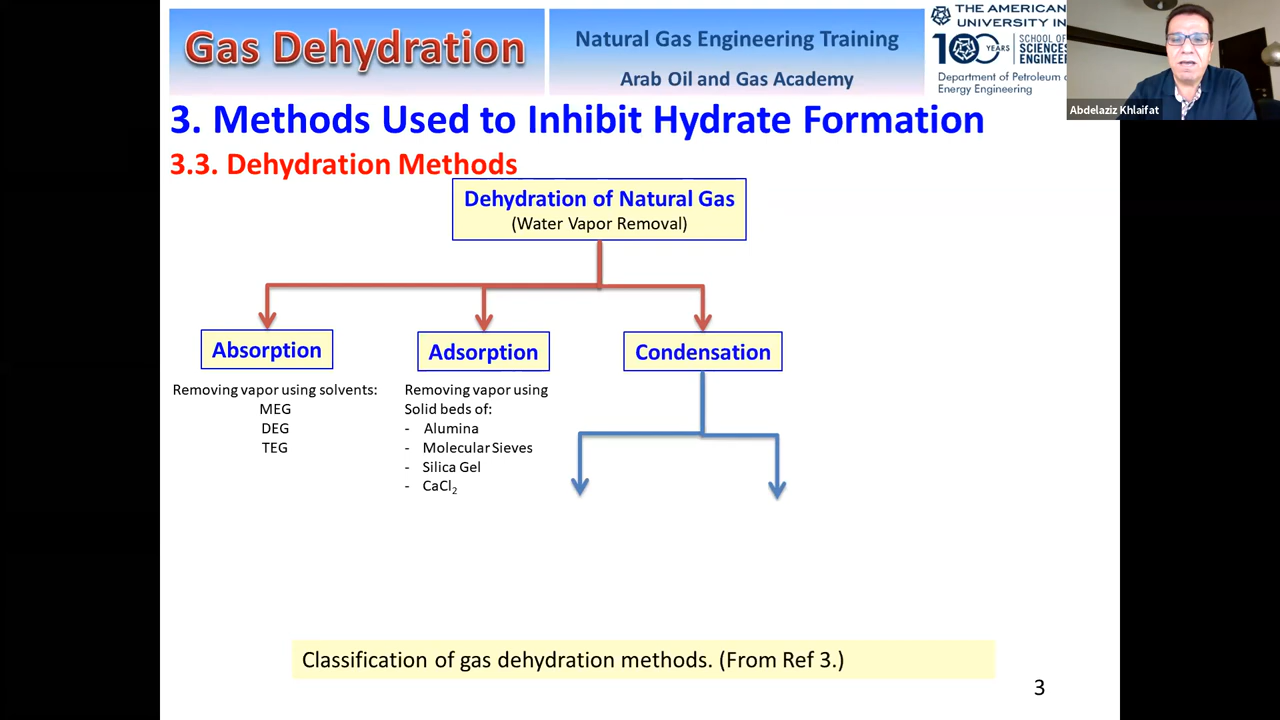 Gas Dehydration
Natural Gas Engineering Training
Arab Oil and Gas Academy
THE AMERICAN
UNIVERSITY IN
100 YEARS
SCHOOL OF
SCIENCES
ENGINEER
Department of Petroleum
Energy Engineering
Abdelaziz Khlaifat
3. Methods Used to Inhibit Hydrate Formation
3.3. Dehydration Methods
Dehydration of Natural Gas
(Water Vapor Removal)
Absorption
Adsorption
Condensation
Removing vapor using solvents:
MEG
DEG
TEG
Removing vapor using
Solid beds of:
- Alumina
- Molecular Sieves
- Silica Gel
- CaCl₂
Classification of gas dehydration methods. (From Ref 3.)
3